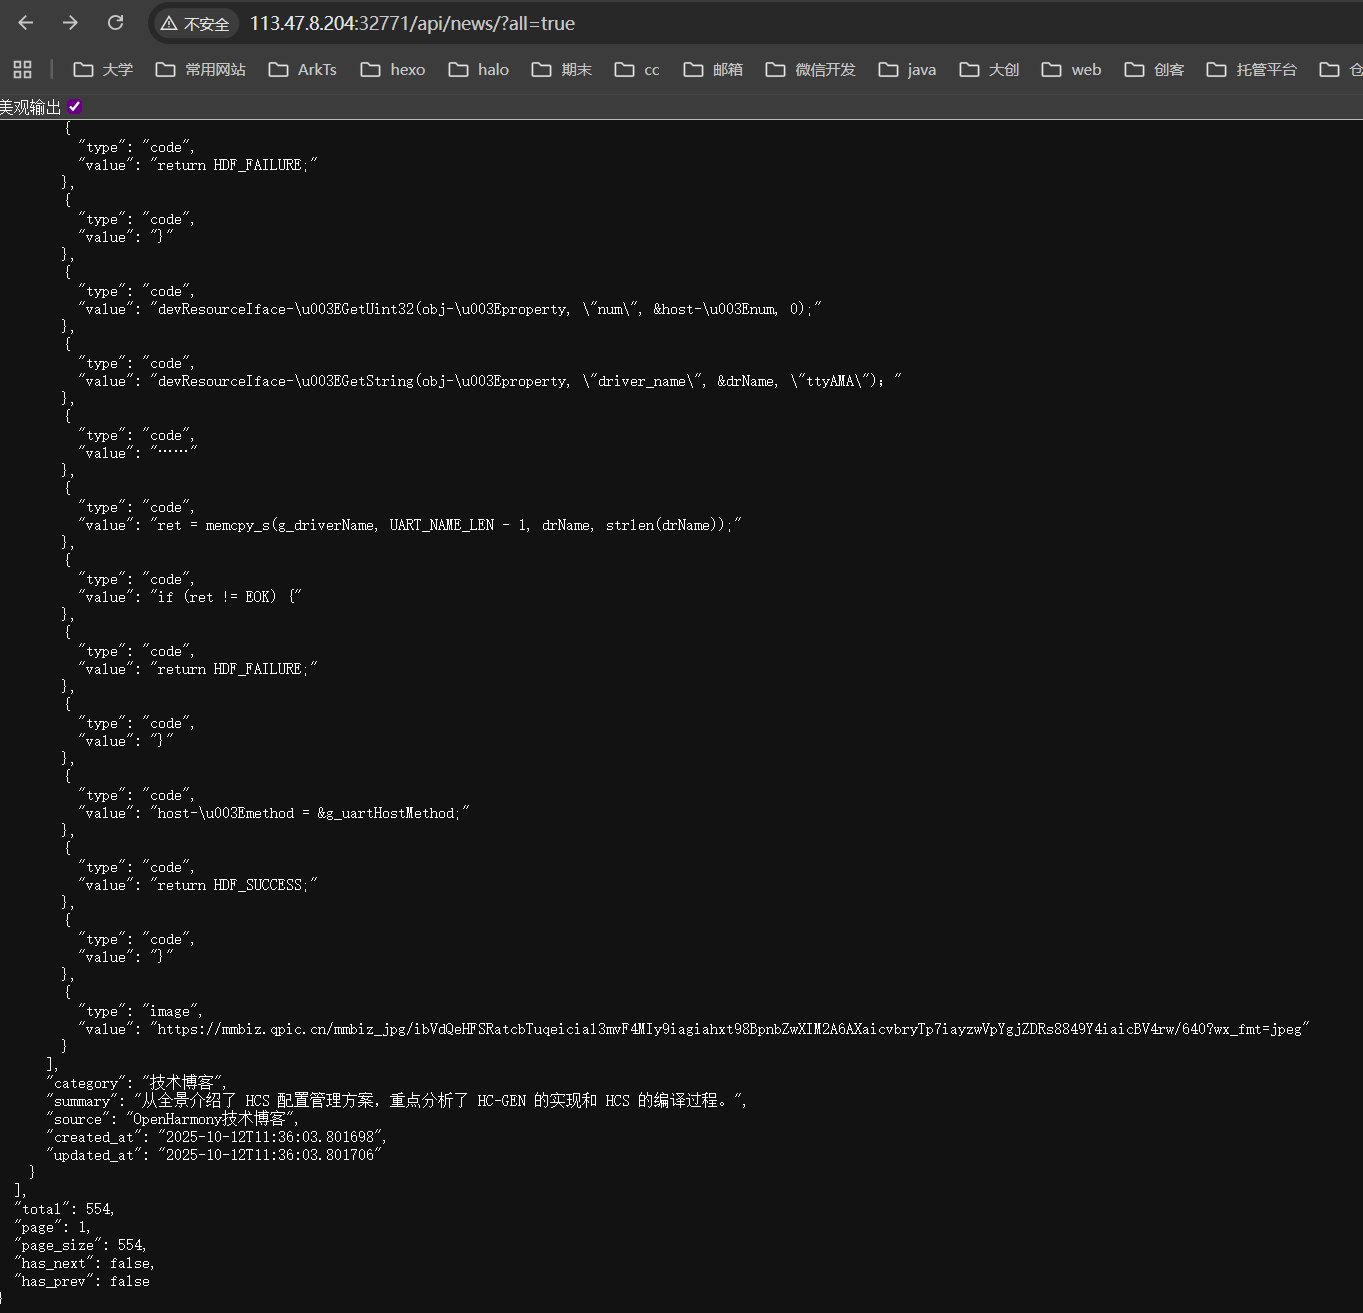 不安全 113.47.8.204:32771/api/news/?all=true
大学 常用网站 ArkTs hexo halo 期末 cc 邮箱 微信开发 java 大创 web 创客 托管平台 仓
美观输出
{
"type": "code",
"value": "return HDF_FAILURE;"
},
{
"type": "code",
"value": "}"
},
{
"type": "code",
"value": "devResourceIface-\u003EGetUint32(obj-\u003Eproperty, \"num\", &host-\u003Enum, 0);"
},
{
"type": "code",
"value": "devResourceIface-\u003EGetString(obj-\u003Eproperty, \"driver_name\", &drName, \"ttyAMA\"); "
},
{
"type": "code",
"value": "……"
},
{
"type": "code",
"value": "ret = memcpy_s(g_driverName, UART_NAME_LEN - 1, drName, strlen(drName));"
},
{
"type": "code",
"value": "if (ret != EOK) {"
},
{
"type": "code",
"value": "return HDF_FAILURE;"
},
{
"type": "code",
"value": "}"
},
{
"type": "code",
"value": "host-\u003Emethod = &g_uartHostMethod;"
},
{
"type": "code",
"value": "return HDF_SUCCESS;"
},
{
"type": "code",
"value": "}"
},
{
"type": "image",
"value": "https://mmbiz.qpic.cn/mmbiz_jpg/ibVdQeHFSRatcbTuqeicial3mvF4MIy9iagiahxt98BpnbZwXIM2A6AXaicvbryTp7iayzwVpYgjZDRs8849Y4iaicBV4rw/640?wx_fmt=jpeg"
}
],
"category": "技术博客",
"summary": "从全景介绍了 HCS 配置管理方案，重点分析了 HC-GEN 的实现和 HCS 的编译过程。",
"source": "OpenHarmony技术博客",
"created_at": "2025-10-12T11:36:03.801698",
"updated_at": "2025-10-12T11:36:03.801706"
}
],
"total": 554,
"page": 1,
"page_size": 554,
"has_next": false,
"has_prev": false
}